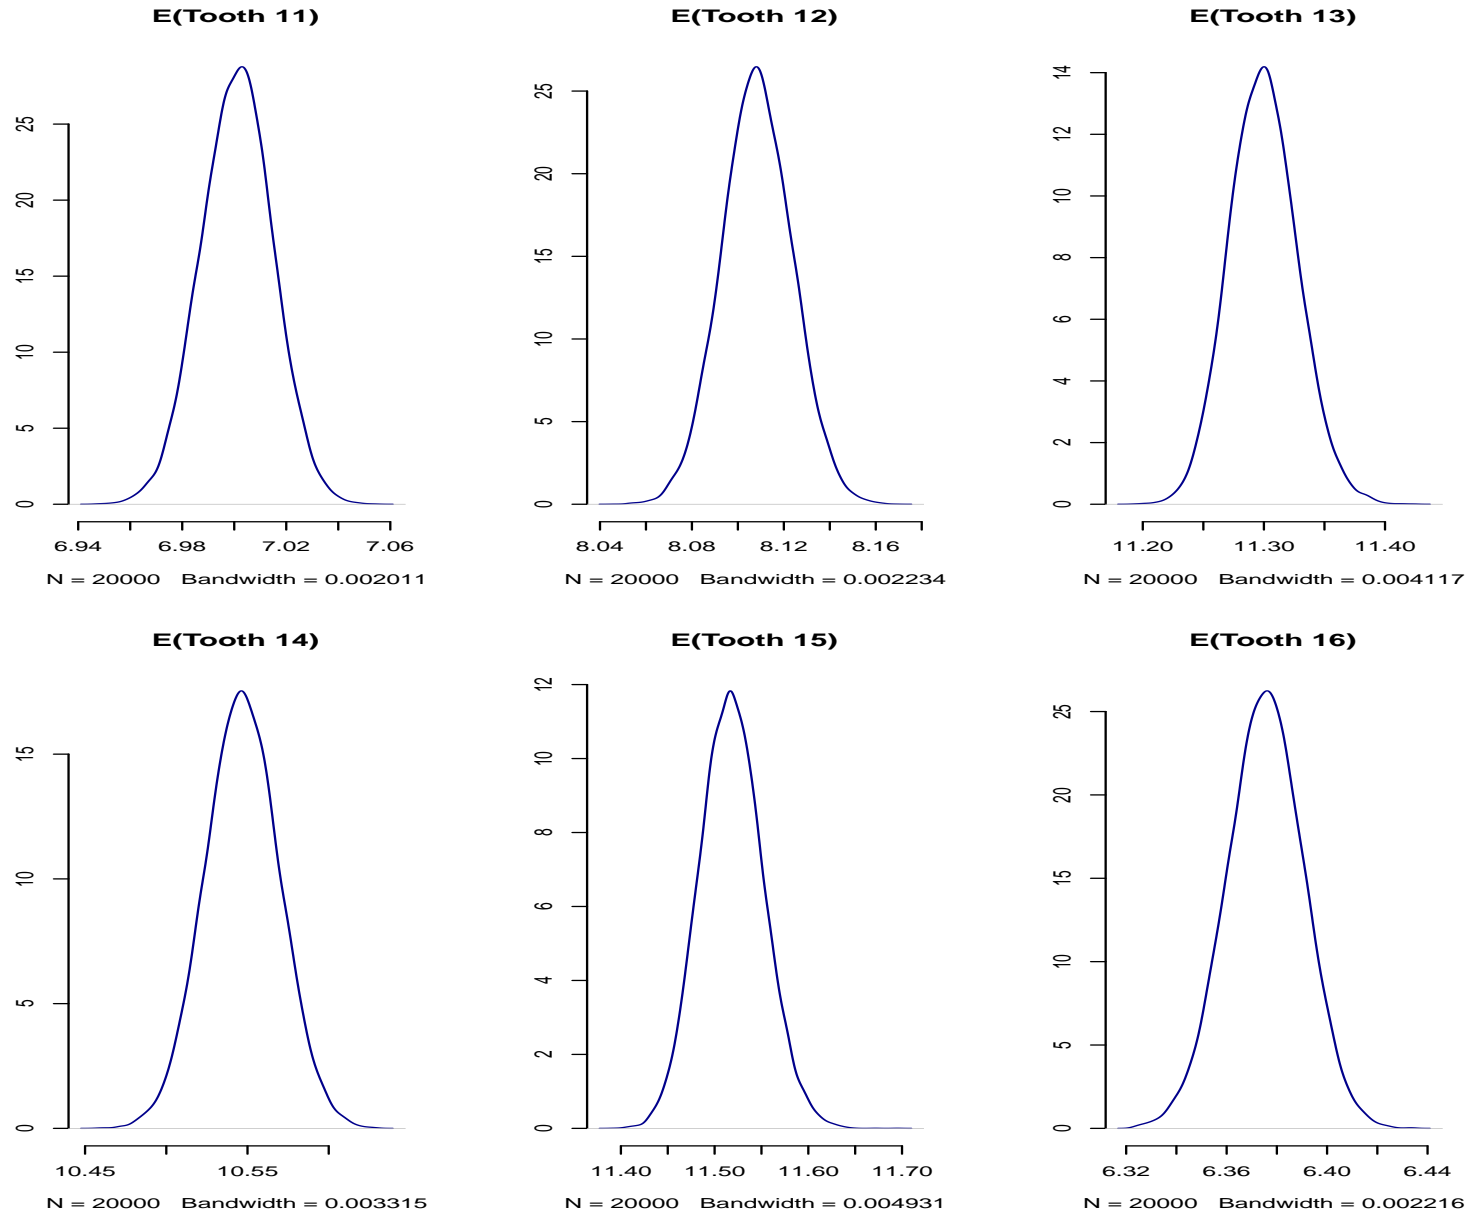 E(Tooth 11)
25
20
15
10
5
0
6.94 6.98 7.02 7.06
N = 20000 Bandwidth = 0.002011
E(Tooth 12)
25
20
15
10
5
0
8.04 8.08 8.12 8.16
N = 20000 Bandwidth = 0.002234
E(Tooth 13)
14
12
10
8
6
4
2
0
11.20 11.30 11.40
N = 20000 Bandwidth = 0.004117
E(Tooth 14)
15
10
5
0
10.45 10.55
N = 20000 Bandwidth = 0.003315
E(Tooth 15)
12
10
8
6
4
2
0
11.40 11.50 11.60 11.70
N = 20000 Bandwidth = 0.004931
E(Tooth 16)
25
20
15
10
5
0
6.32 6.36 6.40 6.44
N = 20000 Bandwidth = 0.002216